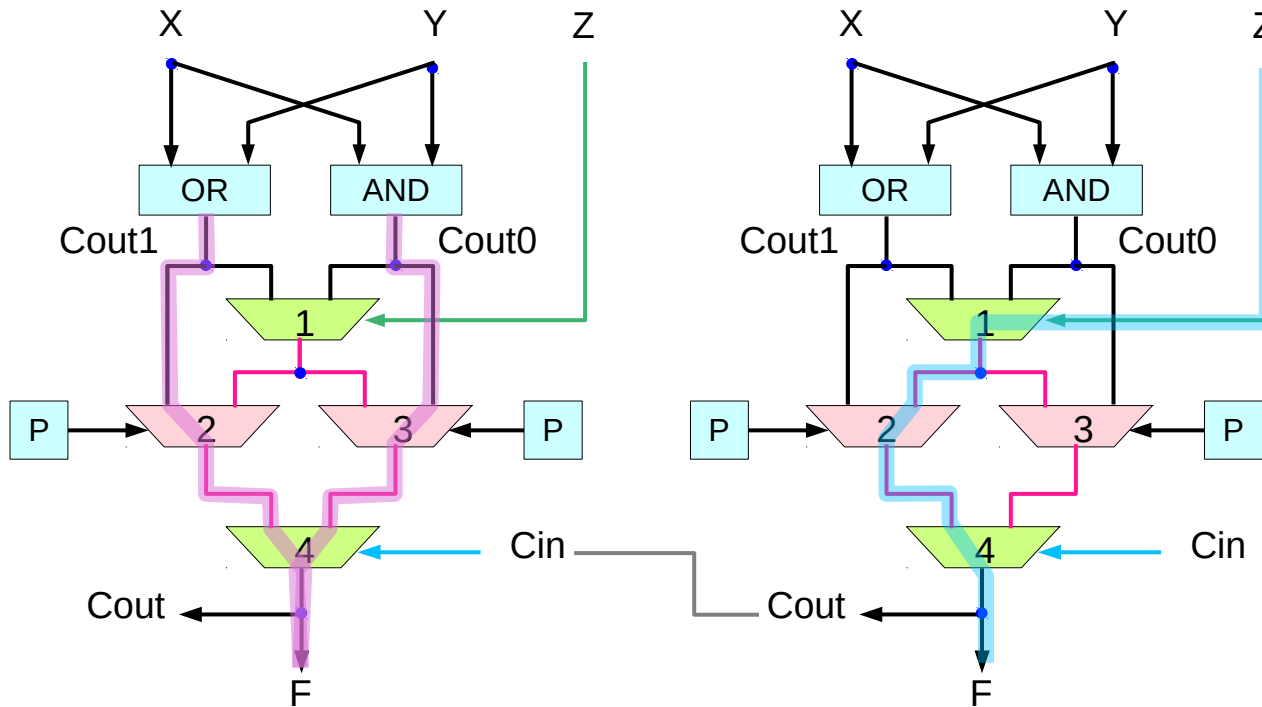 X Y Z X Y Z
OR AND OR AND
Cout1 Cout0 Cout1 Cout0
1 1
P 2 3 P P 2 3 P
4 Cin 4 Cin
Cout Cout
F F